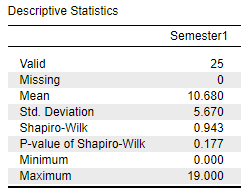 Descriptive Statistics
Semester1
Valid 25
Missing 0
Mean 10.680
Std. Deviation 5.670
Shapiro-Wilk 0.943
P-value of Shapiro-Wilk 0.177
Minimum 0.000
Maximum 19.000